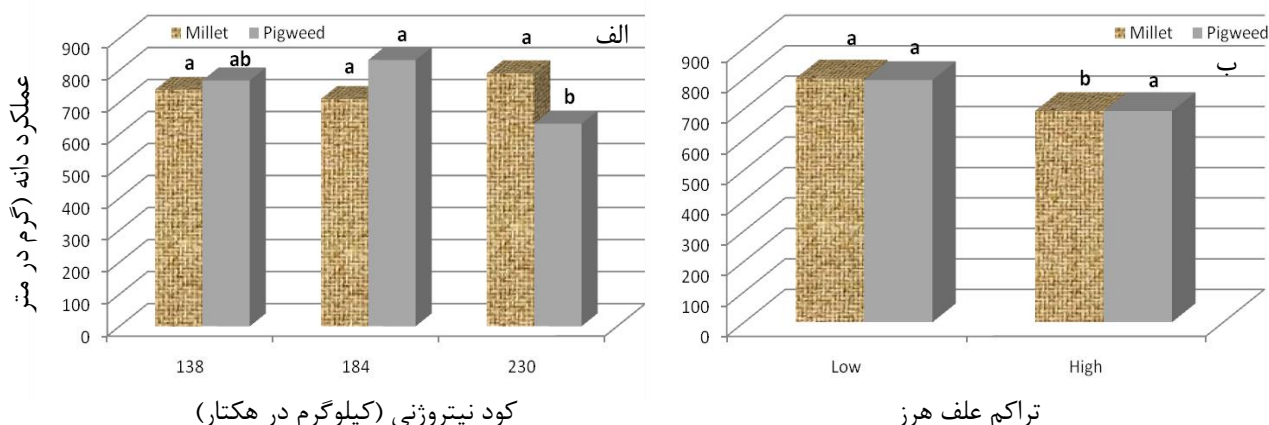 Millet Pigweed الف
a ab a a a b
عملکرد دانه (گرم در متر
900
800
700
600
500
400
300
200
100
0
138 184 230
کود نیتروژنی (کیلوگرم در هکتار)
Millet Pigweed
ب
a a b a
900
800
700
600
500
400
300
200
100
0
Low High
تراکم علف هرز